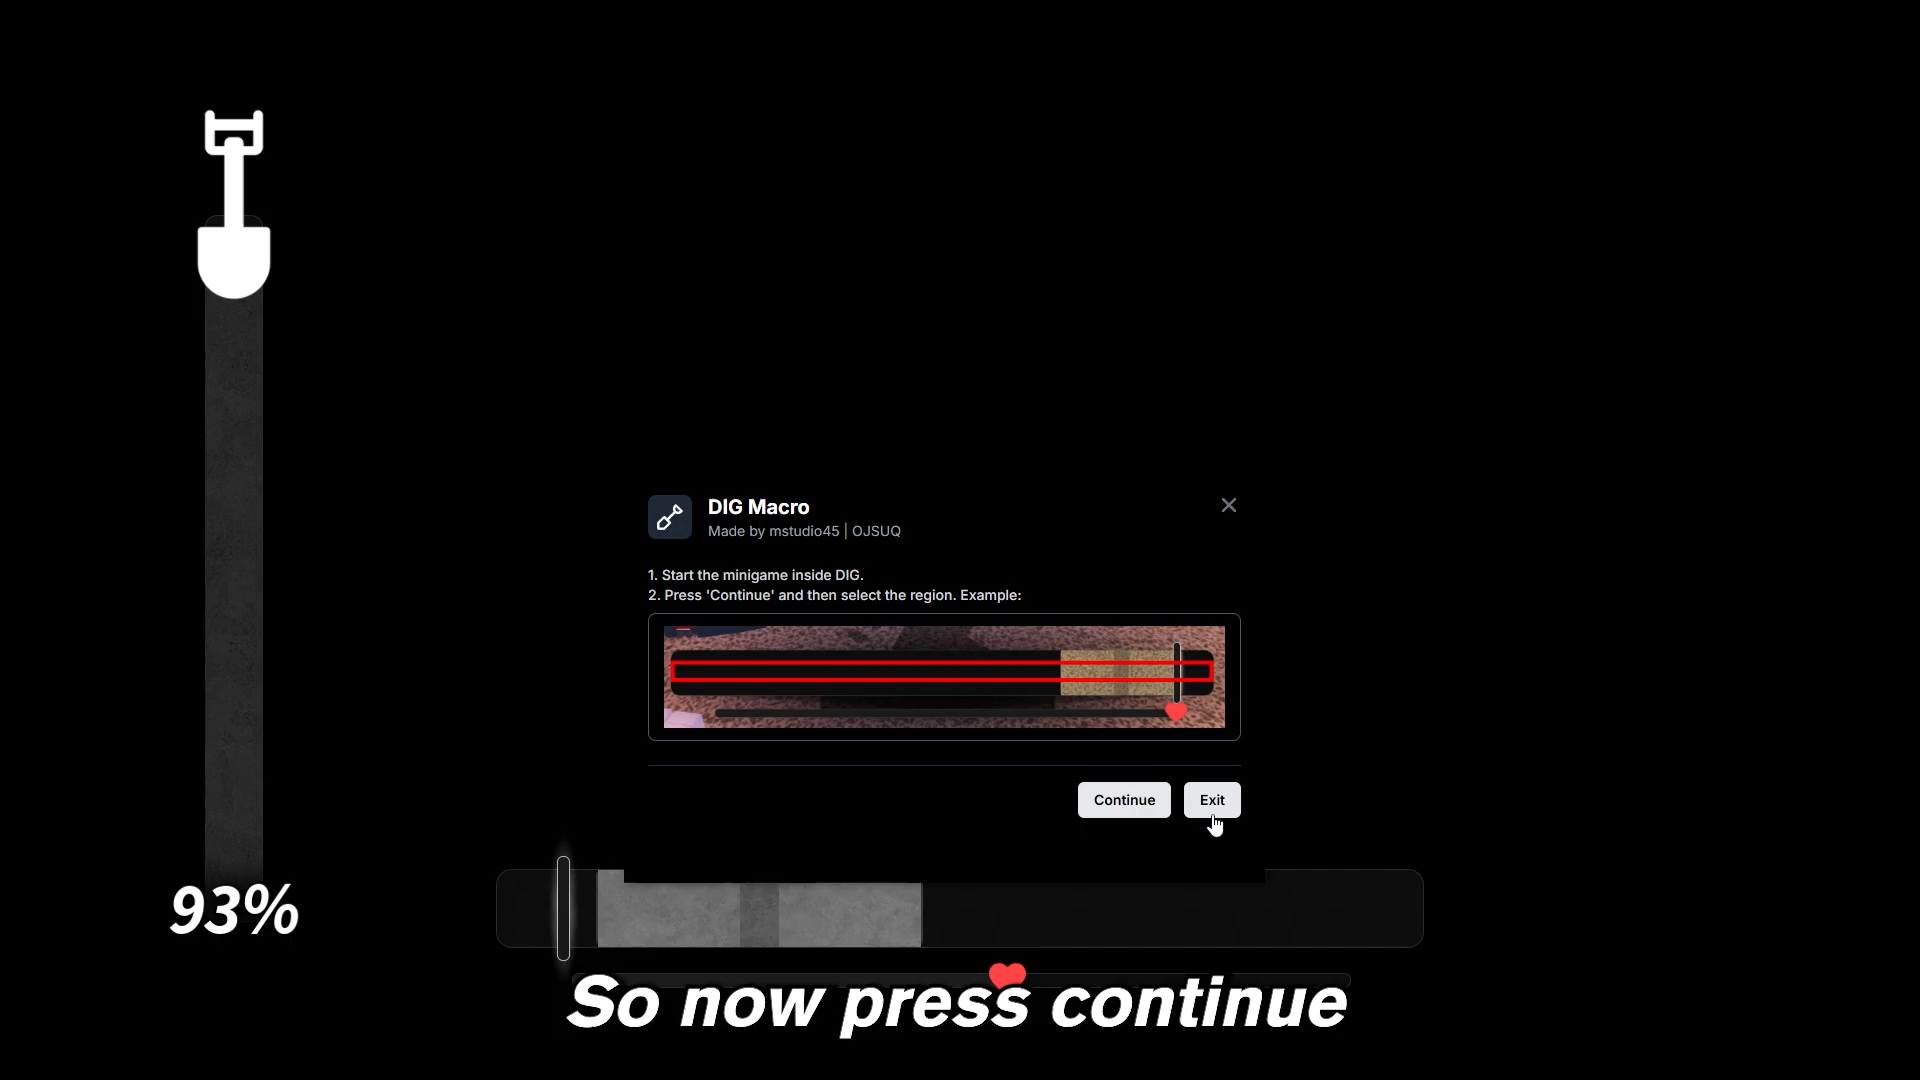 DIG Macro
Made by mstudio45 | OJSUQ
1. Start the minigame inside DIG.
2. Press 'Continue' and then select the region. Example:
Continue
Exit
93%
So now press continue